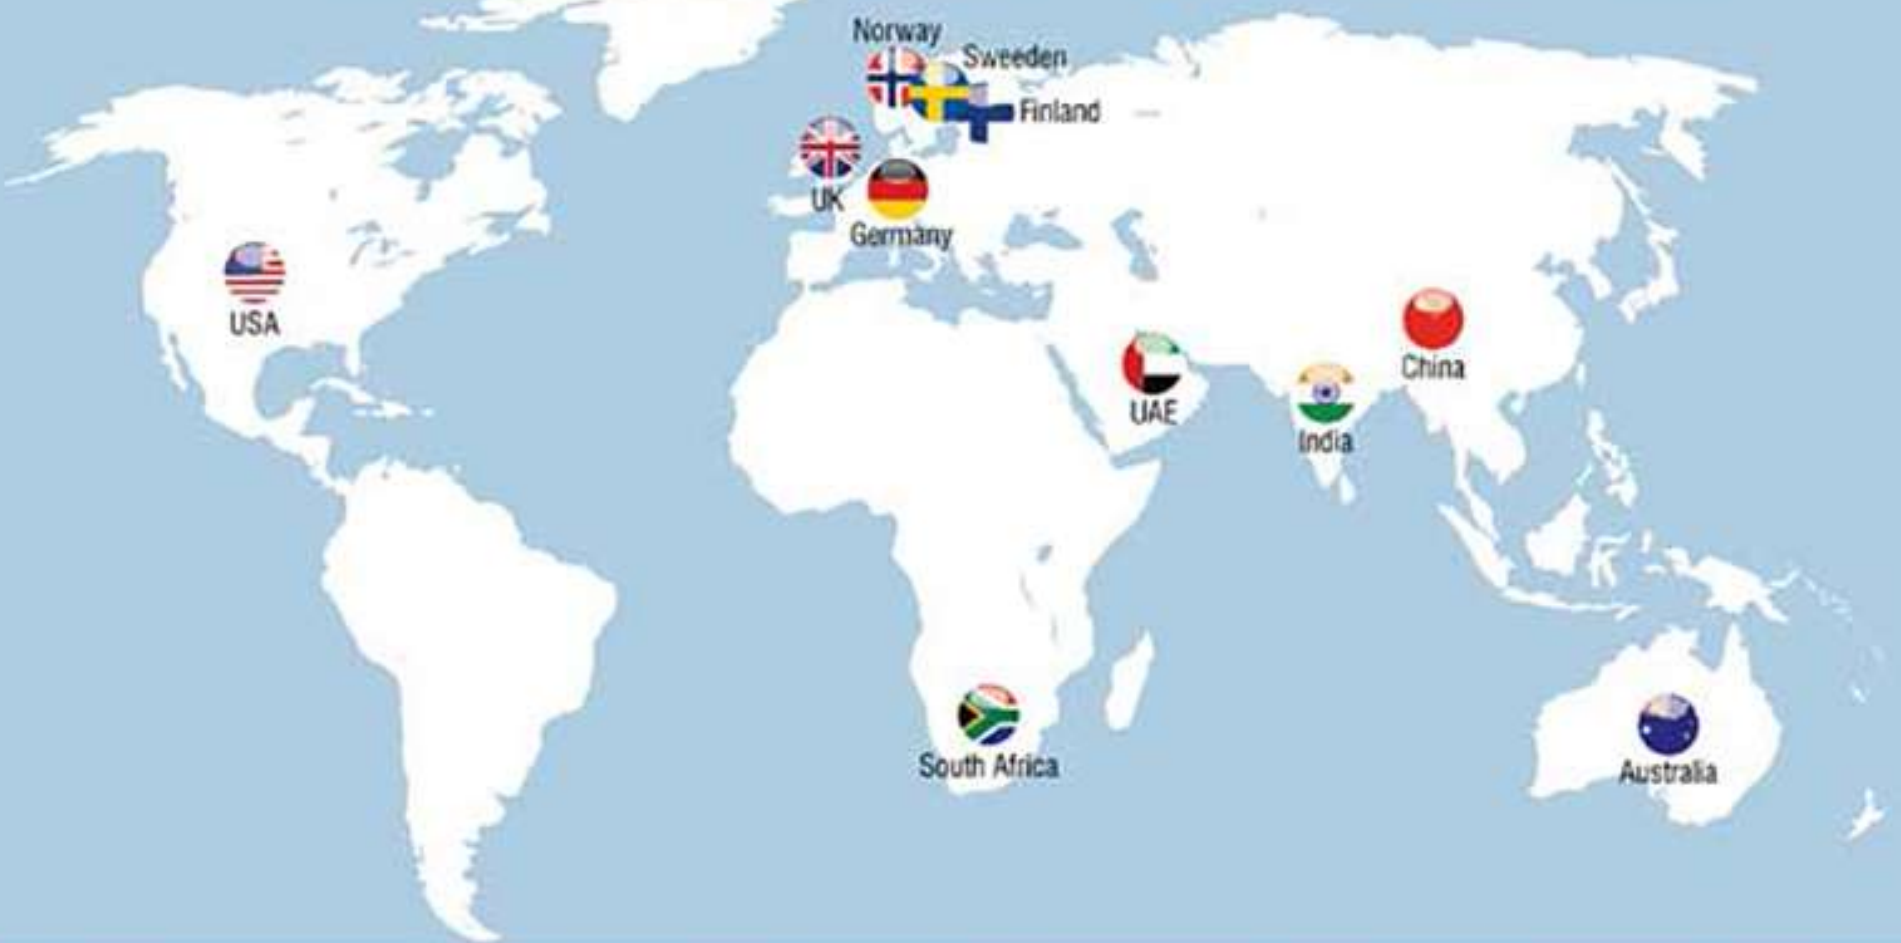 Norway
Sweeden
Finland
UK
Germany
USA
China
UAE
India
South Africa
Australia